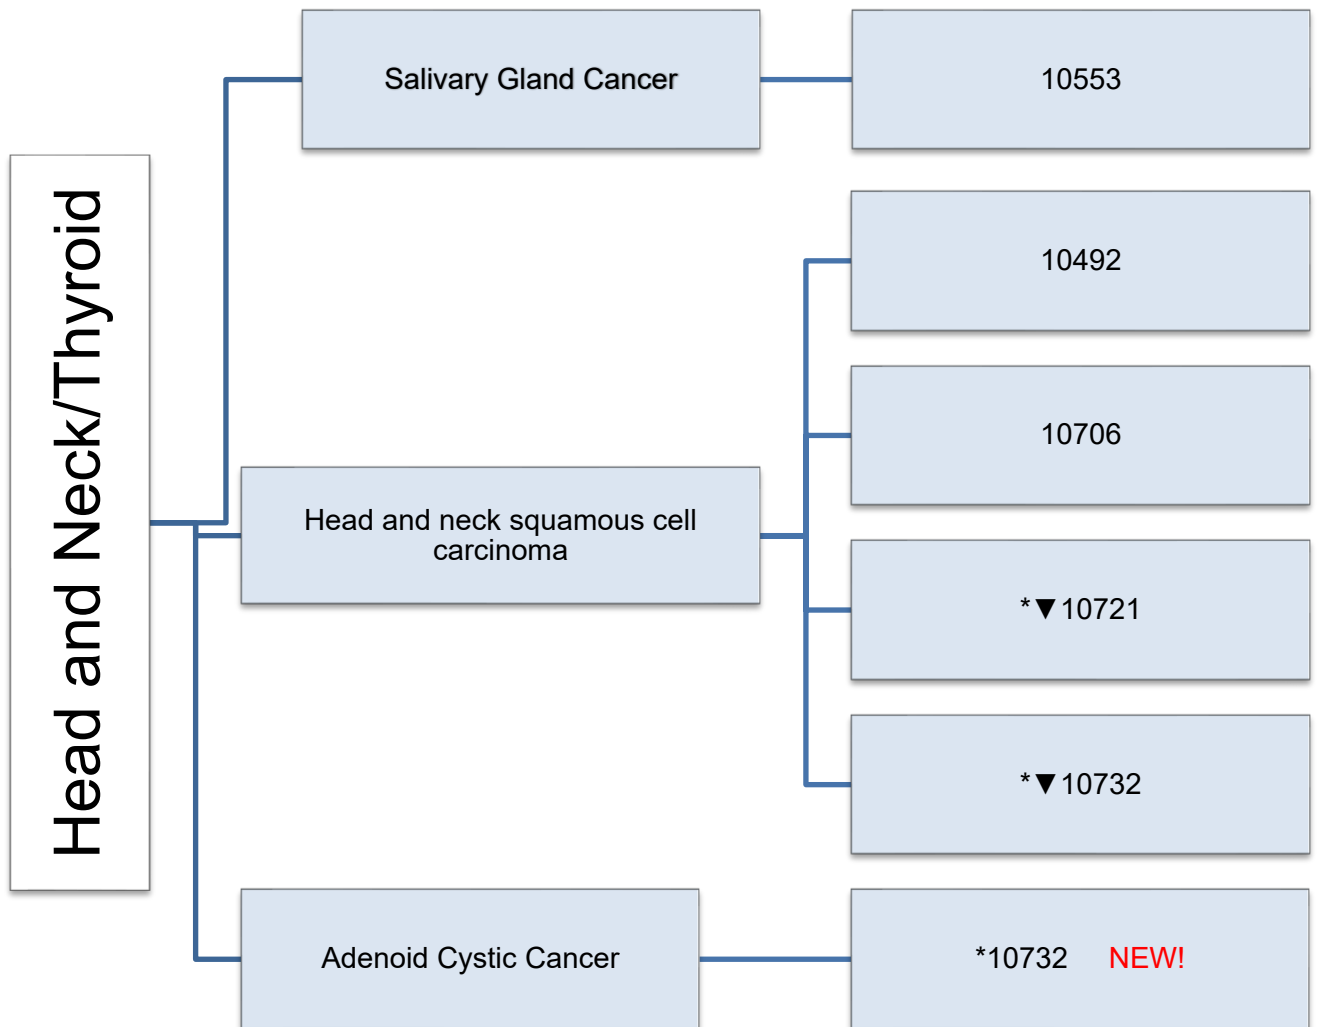 Head and Neck/Thyroid
Salivary Gland Cancer
10553
Head and neck squamous cell
carcinoma
10492
10706
*▼10721
*▼10732
Adenoid Cystic Cancer
*10732 NEW!